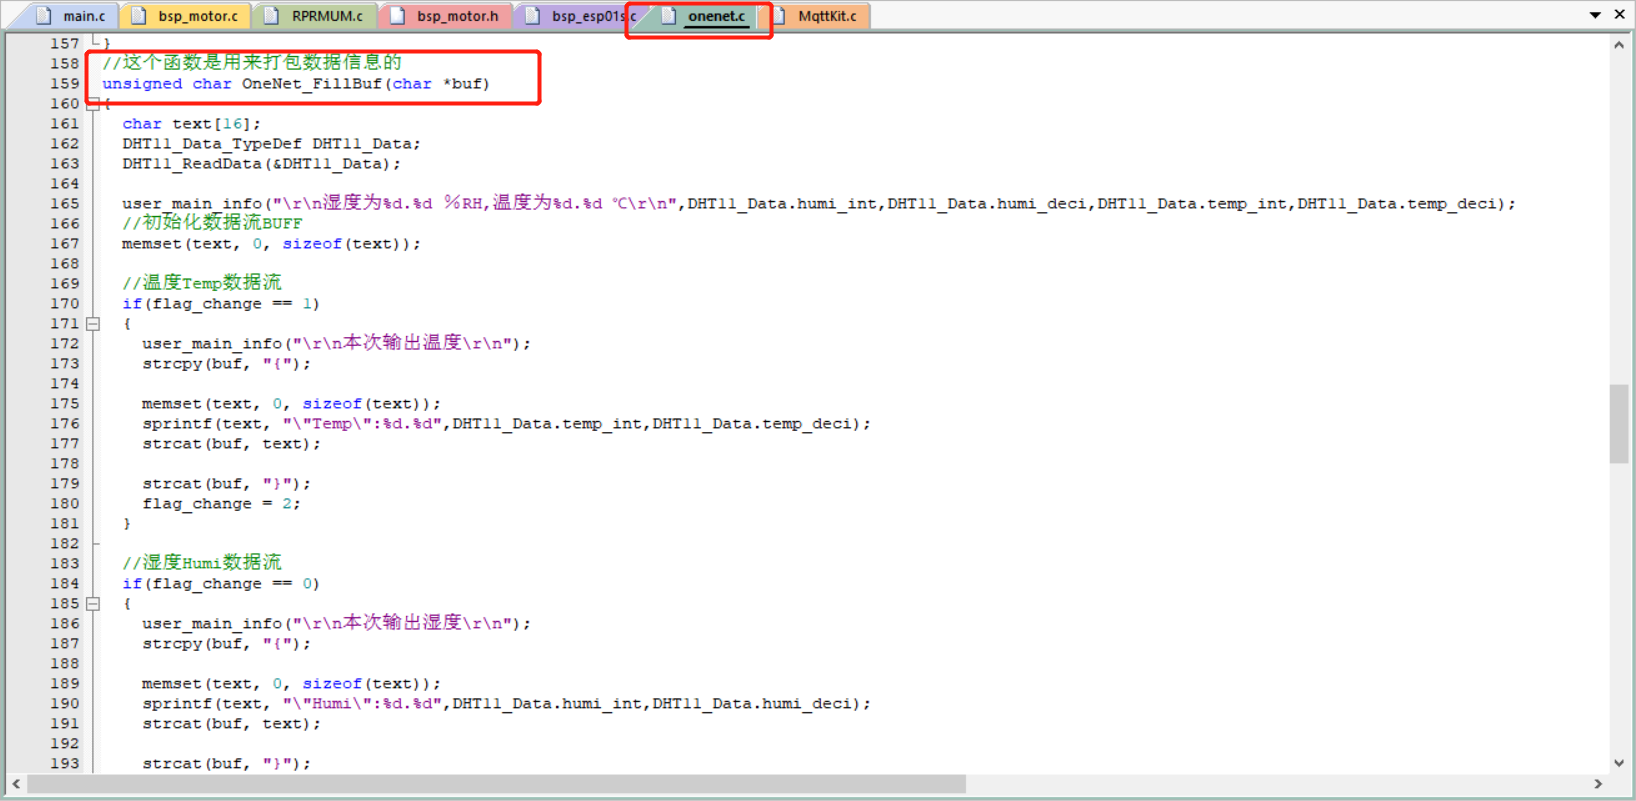 main.c bsp_motor.c RPRMUM.c bsp_motor.h bsp_esp01s.c onenet.c MqttKit.c
157 }
158 //这个函数是用来打包数据信息的
159 unsigned char OneNet_FillBuf(char *buf)
160 {
161 char text[16];
162 DHT11_Data_TypeDef DHT11_Data;
163 DHT11_ReadData(&DHT11_Data);
164
165 user_main_info("\r\n湿度为%d.%d %RH,温度为%d.%d ℃\r\n",DHT11_Data.humi_int,DHT11_Data.humi_deci,DHT11_Data.temp_int,DHT11_Data.temp_deci);
166 //初始化数据流BUFF
167 memset(text, 0, sizeof(text));
168
169 //温度Temp数据流
170 if(flag_change == 1)
171 {
172 user_main_info("\r\n本次输出温度\r\n");
173 strcpy(buf, "{");
174
175 memset(text, 0, sizeof(text));
176 sprintf(text, "\"Temp\":%d.%d",DHT11_Data.temp_int,DHT11_Data.temp_deci);
177 strcat(buf, text);
178
179 strcat(buf, "}");
180 flag_change = 2;
181 }
182
183 //湿度Humi数据流
184 if(flag_change == 0)
185 {
186 user_main_info("\r\n本次输出湿度\r\n");
187 strcpy(buf, "{");
188
189 memset(text, 0, sizeof(text));
190 sprintf(text, "\"Humi\":%d.%d",DHT11_Data.humi_int,DHT11_Data.humi_deci);
191 strcat(buf, text);
192
193 strcat(buf, "}");